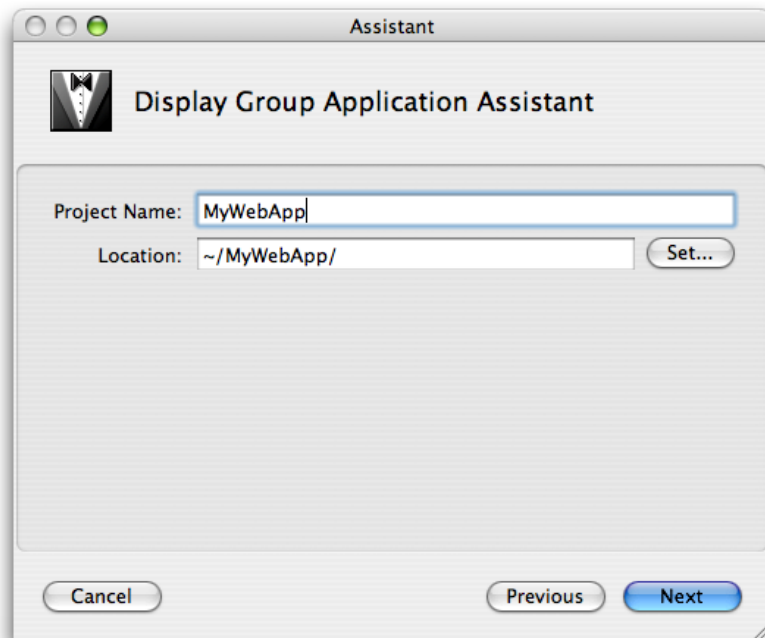 Assistant
Display Group Application Assistant
Project Name: MyWebApp
Location: ~/MyWebApp/ Set...
Cancel Previous Next